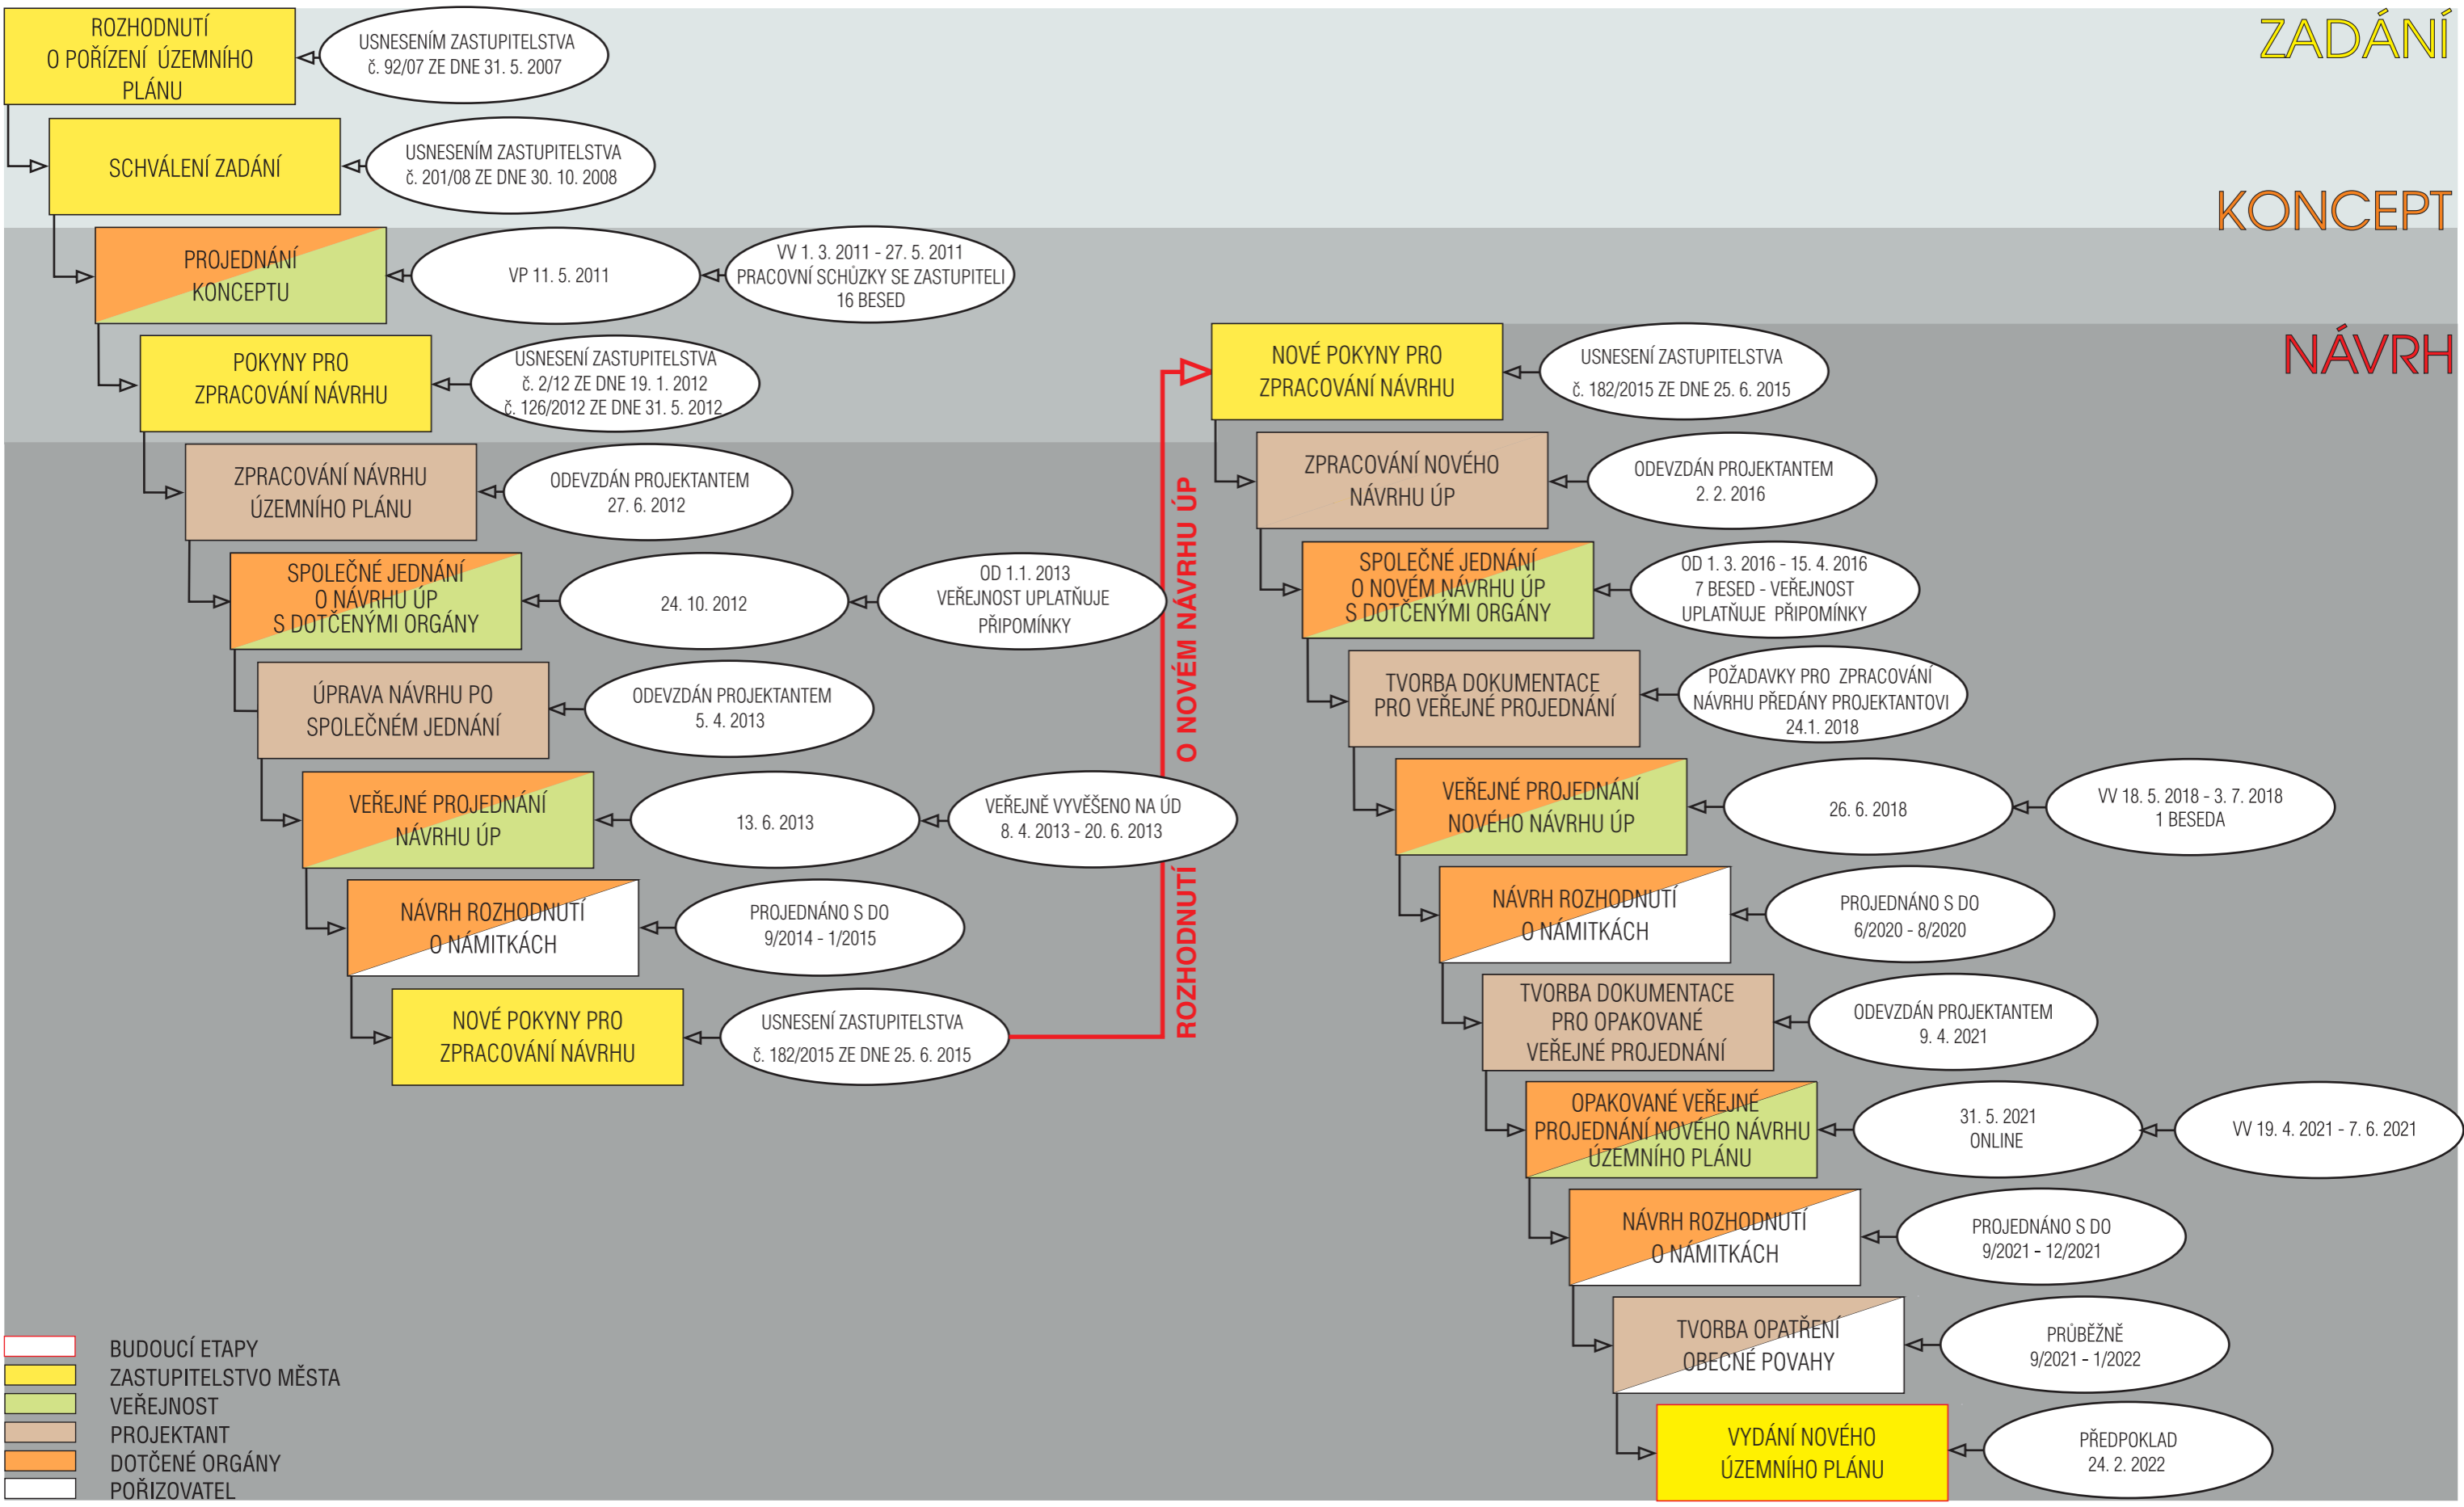 ZADÁNÍ
KONCEPT
NÁVRH
ROZHODNUTÍ
O POŘÍZENÍ ÚZEMNÍHO
PLÁNU
USNESENÍM ZASTUPITELSTVA
č. 92/07 ZE DNE 31. 5. 2007
SCHVÁLENÍ ZADÁNÍ
USNESENÍM ZASTUPITELSTVA
č. 201/08 ZE DNE 30. 10. 2008
PROJEDNÁNÍ
KONCEPTU
VP 11. 5. 2011
VV 1. 3. 2011 - 27. 5. 2011
PRACOVNÍ SCHŮZKY SE ZASTUPITELI
16 BESED
POKYNY PRO
ZPRACOVÁNÍ NÁVRHU
USNESENÍ ZASTUPITELSTVA
č. 2/12 ZE DNE 19. 1. 2012
č. 126/2012 ZE DNE 31. 5. 2012
ZPRACOVÁNÍ NÁVRHU
ÚZEMNÍHO PLÁNU
ODEVZDÁN PROJEKTANTEM
27. 6. 2012
SPOLEČNÉ JEDNÁNÍ
O NÁVRHU ÚP
S DOTČENÝMI ORGÁNY
24. 10. 2012
OD 1.1. 2013
VEŘEJNOST UPLATŇUJE
PŘIPOMÍNKY
ÚPRAVA NÁVRHU PO
SPOLEČNÉM JEDNÁNÍ
ODEVZDÁN PROJEKTANTEM
5. 4. 2013
VEŘEJNÉ PROJEDNÁNÍ
NÁVRHU ÚP
13. 6. 2013
VEŘEJNĚ VYVĚŠENO NA ÚD
8. 4. 2013 - 20. 6. 2013
NÁVRH ROZHODNUTÍ
O NÁMITKÁCH
PROJEDNÁNO S DO
9/2014 - 1/2015
NOVÉ POKYNY PRO
ZPRACOVÁNÍ NÁVRHU
USNESENÍ ZASTUPITELSTVA
č. 182/2015 ZE DNE 25. 6. 2015
ROZHODNUTÍ O NOVÉM NÁVRHU ÚP
NOVÉ POKYNY PRO
ZPRACOVÁNÍ NÁVRHU
USNESENÍ ZASTUPITELSTVA
č. 182/2015 ZE DNE 25. 6. 2015
ZPRACOVÁNÍ NOVÉHO
NÁVRHU ÚP
ODEVZDÁN PROJEKTANTEM
2. 2. 2016
SPOLEČNÉ JEDNÁNÍ
O NOVÉM NÁVRHU ÚP
S DOTČENÝMI ORGÁNY
OD 1. 3. 2016 - 15. 4. 2016
7 BESED - VEŘEJNOST
UPLATŇUJE PŘIPOMÍNKY
TVORBA DOKUMENTACE
PRO VEŘEJNÉ PROJEDNÁNÍ
POŽADAVKY PRO ZPRACOVÁNÍ
NÁVRHU PŘEDÁNY PROJEKTANTOVI
24.1. 2018
VEŘEJNÉ PROJEDNÁNÍ
NOVÉHO NÁVRHU ÚP
26. 6. 2018
VV 18. 5. 2018 - 3. 7. 2018
1 BESEDA
NÁVRH ROZHODNUTÍ
O NÁMITKÁCH
PROJEDNÁNO S DO
6/2020 - 8/2020
TVORBA DOKUMENTACE
PRO OPAKOVANÉ
VEŘEJNÉ PROJEDNÁNÍ
ODEVZDÁN PROJEKTANTEM
9. 4. 2021
OPAKOVANÉ VEŘEJNÉ
PROJEDNÁNÍ NOVÉHO NÁVRHU
ÚZEMNÍHO PLÁNU
31. 5. 2021
ONLINE
VV 19. 4. 2021 - 7. 6. 2021
NÁVRH ROZHODNUTÍ
O NÁMITKÁCH
PROJEDNÁNO S DO
9/2021 - 12/2021
TVORBA OPATŘENÍ
OBECNÉ POVAHY
PRŮBĚŽNĚ
9/2021 - 1/2022
VYDÁNÍ NOVÉHO
ÚZEMNÍHO PLÁNU
PŘEDPOKLAD
24. 2. 2022
BUDOUCÍ ETAPY
ZASTUPITELSTVO MĚSTA
VEŘEJNOST
PROJEKTANT
DOTČENÉ ORGÁNY
POŘIZOVATEL